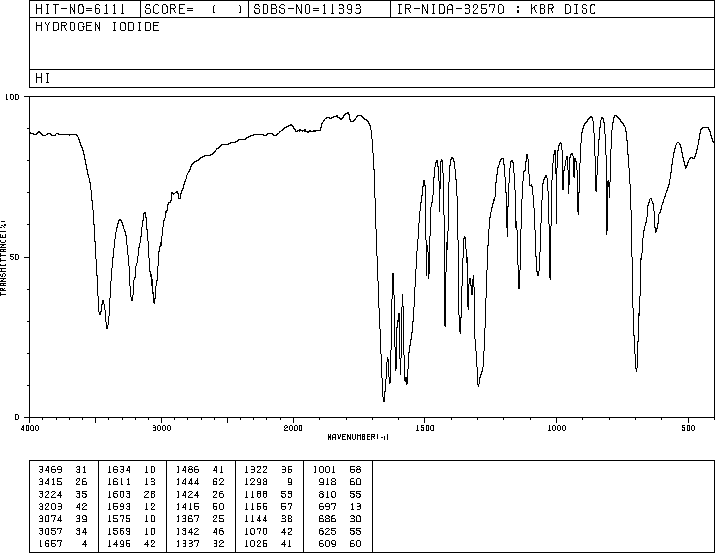 HIT-NO=6111 SCORE= ( ) SDBS-NO=11393 IR-NIDA-32570 : KBR DISC
HYDROGEN IODIDE
HI
100
50
0
TRANSMITTANCE(%)
4000 3000 2000 1500 1000 500
WAVENUMBER(-1)
3469 31 1634 10 1486 41 1322 36 1001 58
3415 26 1611 13 1444 62 1298 9 918 60
3224 35 1603 28 1424 26 1188 53 810 55
3203 42 1593 12 1415 60 1156 57 697 13
3074 39 1575 10 1367 25 1144 38 686 30
3057 34 1569 10 1342 46 1070 42 625 55
1657 4 1495 42 1337 32 1026 41 609 60